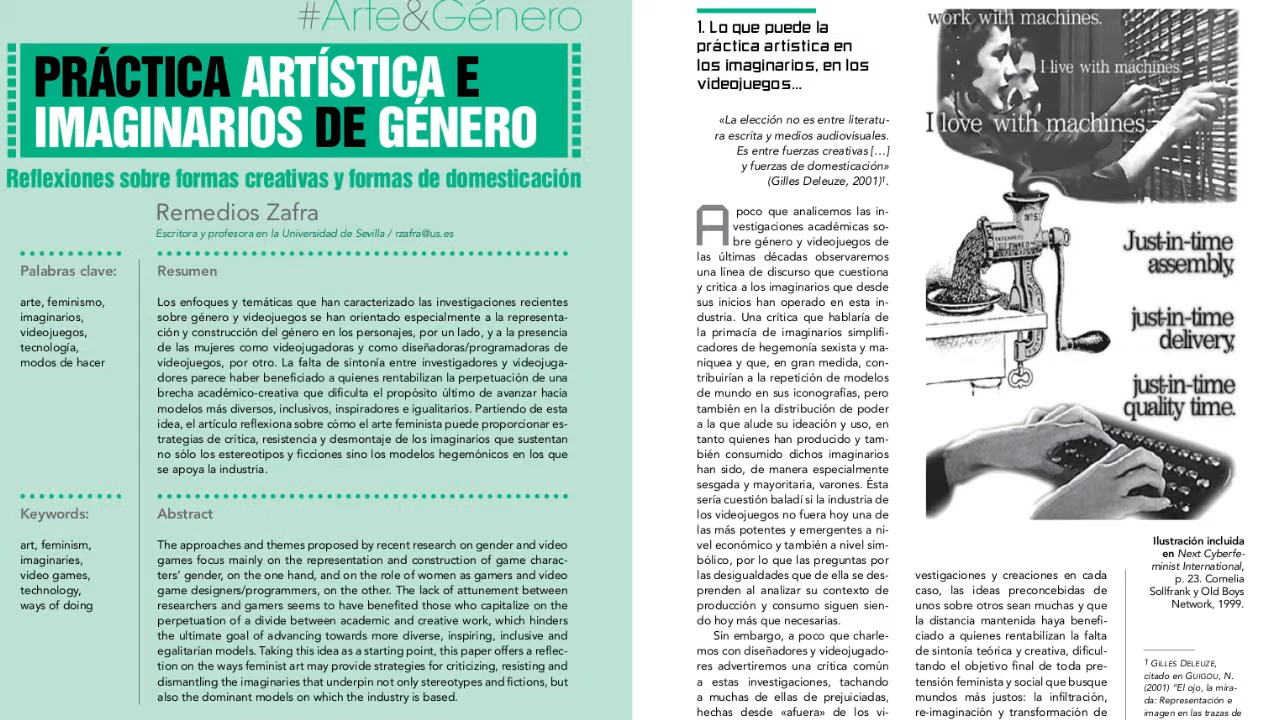 #Arte&Género
PRÁCTICA ARTÍSTICA E
IMAGINARIOS DE GÉNERO
Reflexiones sobre formas creativas y formas de domesticación
Remedios Zafra
Escritora y profesora en la Universidad de Sevilla / rzafra@us.es
Palabras clave:
arte, feminismo,
imaginarios,
videojuegos,
tecnología,
modos de hacer
Resumen
Los enfoques y temáticas que han caracterizado las investigaciones recientes
sobre género y videojuegos se han orientado especialmente a la representa-
ción y construcción del género en los personajes, por un lado, y a la presencia
de las mujeres como videojugadoras y como diseñadoras/programadoras de
videojuegos, por otro. La falta de sintonía entre investigadores y videojuga-
dores parece haber beneficiado a quienes rentabilizan la perpetuación de una
brecha académico-creativa que dificulta el propósito último de avanzar hacia
modelos más diversos, inclusivos, inspiradores e igualitarios. Partiendo de esta
idea, el artículo reflexiona sobre cómo el arte feminista puede proporcionar es-
trategias de crítica, resistencia y desmontaje de los imaginarios que sustentan
no sólo los estereotipos y ficciones sino los modelos hegemónicos en los que
se apoya la industria.
Keywords:
art, feminism,
imaginaries,
video games,
technology,
ways of doing
Abstract
The approaches and themes proposed by recent research on gender and video
games focus mainly on the representation and construction of game charac-
ters' gender, on the one hand, and on the role of women as gamers and video
game designers/programmers, on the other. The lack of attunement between
researchers and gamers seems to have benefited those who capitalize on the
perpetuation of a divide between academic and creative work, which hinders
the ultimate goal of advancing towards more diverse, inspiring, inclusive and
egalitarian models. Taking this idea as a starting point, this paper offers a reflec-
tion on the ways feminist art may provide strategies for criticizing, resisting and
dismantling the imaginaries that underpin not only stereotypes and fictions, but
also the dominant models on which the industry is based.
1. Lo que puede la
práctica artística en
los imaginarios, en los
videojuegos...
«La elección no es entre literatu-
ra escrita y medios audiovisuales.
Es entre fuerzas creativas [...]
y fuerzas de domesticación»
(Gilles Deleuze, 2001)¹.
A poco que analicemos las in-
vestigaciones académicas so-
bre género y videojuegos de
las últimas décadas observaremos
una línea de discurso que cuestiona
y critica a los imaginarios que desde
sus inicios han operado en esta in-
dustria. Una crítica que hablaría de
la primacía de imaginarios simplifi-
cadores de hegemonía sexista y ma-
niquea y que, en gran medida, con-
tribuirían a la repetición de modelos
de mundo en sus iconografías, pero
también en la distribución de poder
a la que alude su ideación y uso, en
tanto quienes han producido y tam-
bién consumido dichos imaginarios
han sido, de manera especialmente
sesgada y mayoritaria, varones. Ésta
sería cuestión baladí si la industria de
los videojuegos no fuera hoy una de
las más potentes y emergentes a ni-
vel económico y también a nivel sim-
bólico, por lo que las preguntas por
las desigualdades que de ella se des-
prenden al analizar su contexto de
producción y consumo siguen sien-
do hoy más que necesarias.
Sin embargo, a poco que charle-
mos con diseñadores y videojugado-
res advertiremos una crítica común
a estas investigaciones, tachando
a muchas de ellas de prejuiciadas,
hechas desde «afuera» de los vi-
work with machines.
I live with machines.
I love with machines.
ENTERPRISE
Nº5
Just-in-time
assembly,
just-in-time
delivery,
just-in-time
quality time.
vestigaciones y creaciones en cada
caso, las ideas preconcebidas de
unos sobre otros sean muchas y que
la distancia mantenida haya benefi-
ciado a quienes rentabilizan la falta
de sintonía teórica y creativa, dificul-
tando el objetivo final de toda pre-
tensión feminista y social que busque
mundos más justos: la infiltración,
re-imaginación y transformación de
Ilustración incluida
en Next Cyberfe-
minist International,
p. 23. Cornelia
Sollfrank y Old Boys
Network, 1999.
¹ GILLES DELEUZE,
citado en GUIGOU, N.
(2001) "El ojo, la mira-
da: Representación e
imagen en las trazas de